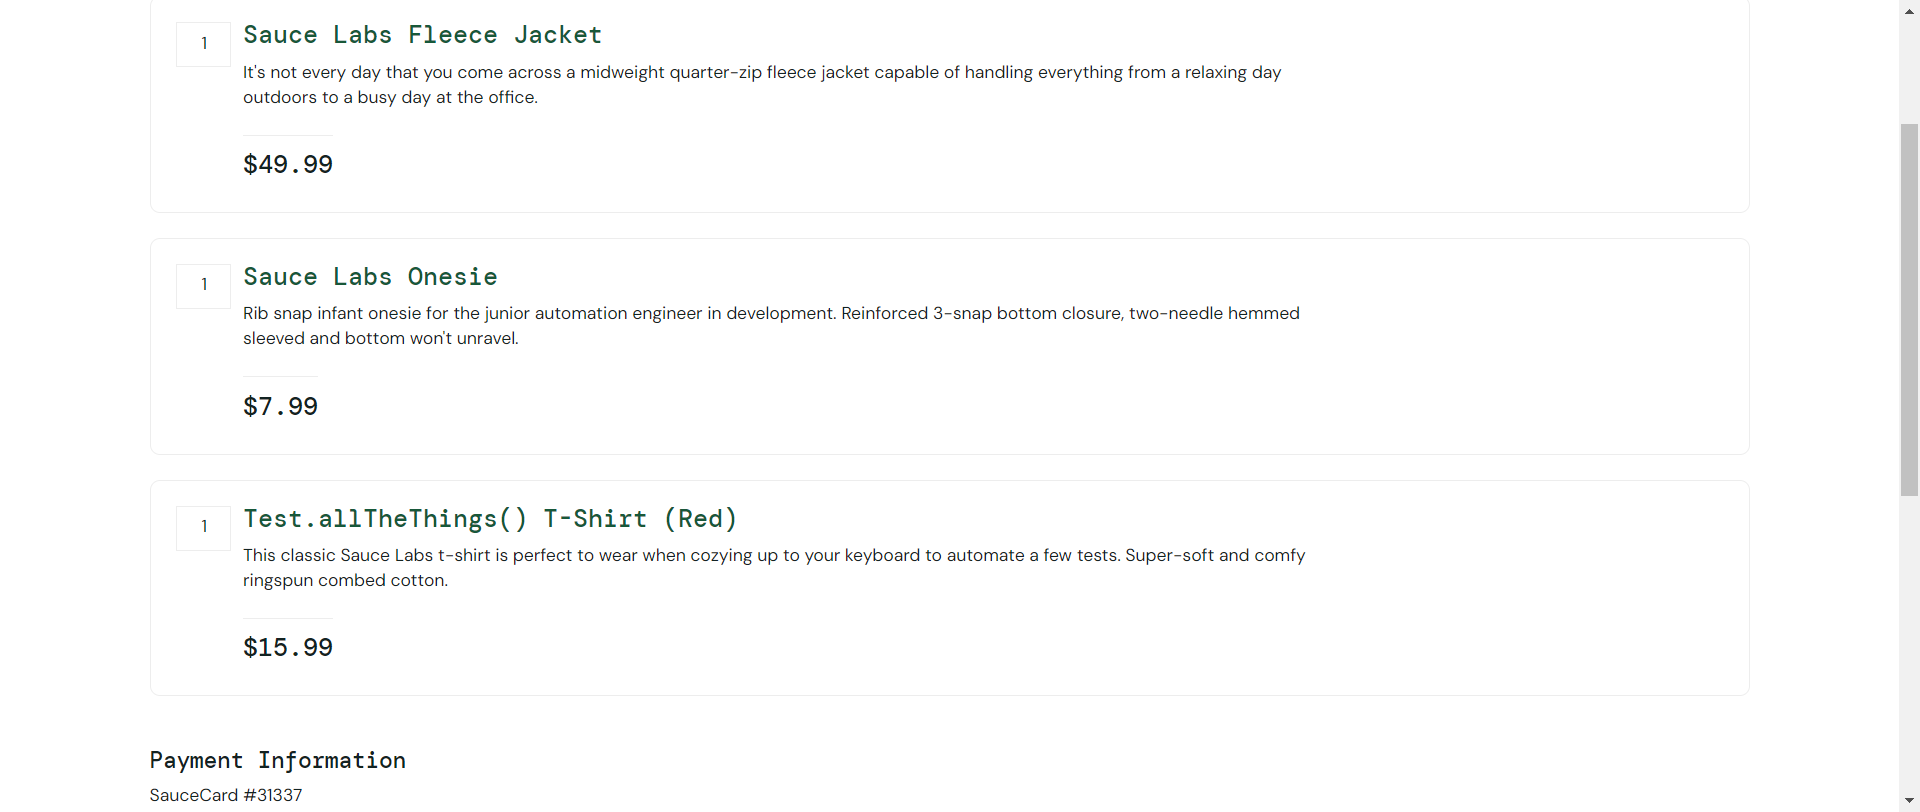 1
Sauce Labs Fleece Jacket
It's not every day that you come across a midweight quarter-zip fleece jacket capable of handling everything from a relaxing day
outdoors to a busy day at the office.
$49.99
1
Sauce Labs Onesie
Rib snap infant onesie for the junior automation engineer in development. Reinforced 3-snap bottom closure, two-needle hemmed
sleeved and bottom won't unravel.
$7.99
1
Test.allTheThings() T-Shirt (Red)
This classic Sauce Labs t-shirt is perfect to wear when cozying up to your keyboard to automate a few tests. Super-soft and comfy
ringspun combed cotton.
$15.99
Payment Information
SauceCard #31337